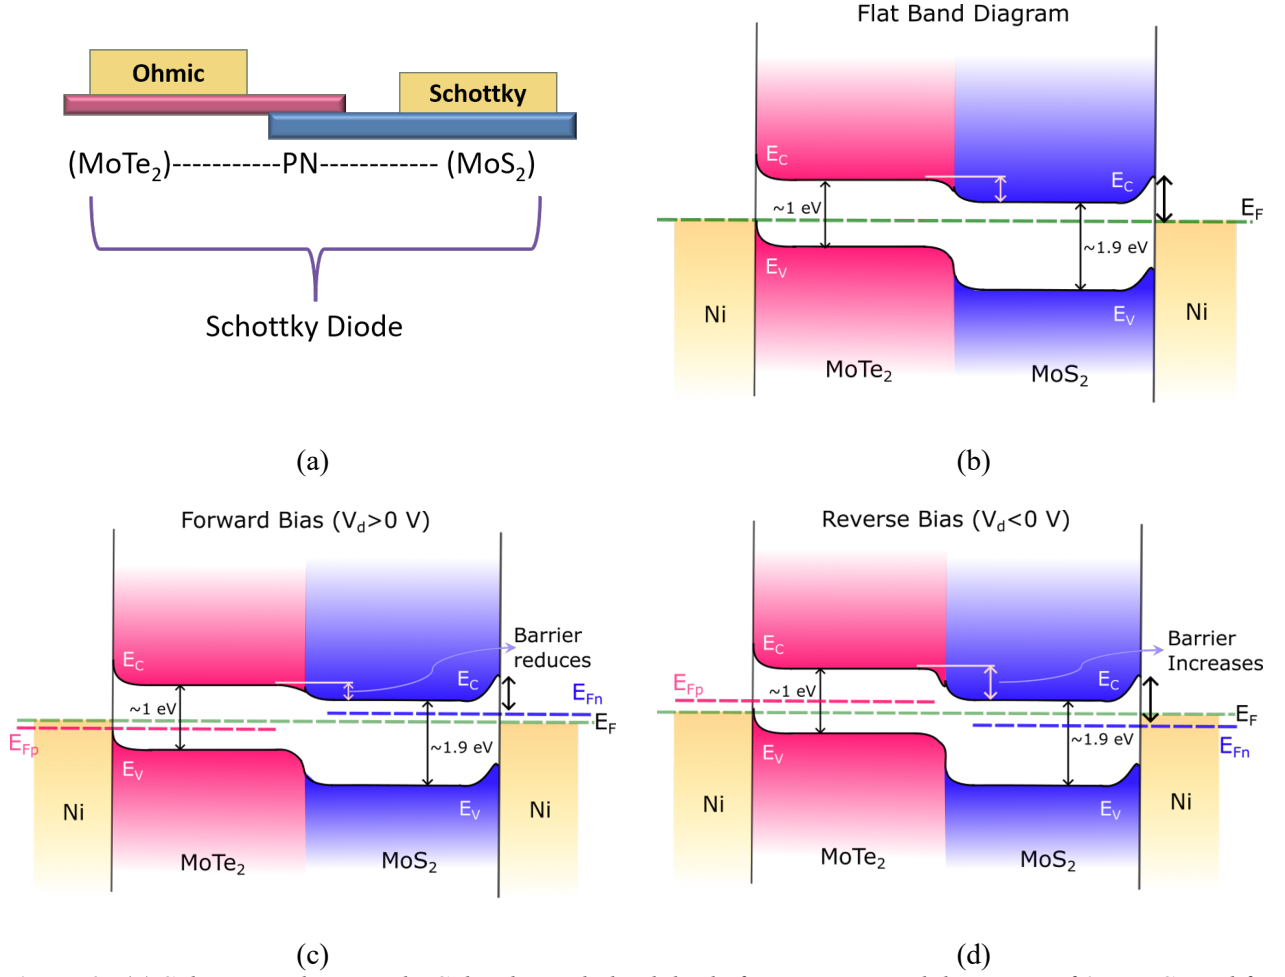 Ohmic
Schottky
(MoTe2)-----------PN------------ (MoS2)
Schottky Diode
(a)
Flat Band Diagram
EC
EC
~1 eV
EF
~1.9 eV
EV
EV
Ni
Ni
MoTe2
MoS2
(b)
Forward Bias (Vd>0 V)
Barrier
reduces
EC
EC
EFn
~1 eV
EF
EFp
~1.9 eV
EV
EV
Ni
Ni
MoTe2
MoS2
(c)
Reverse Bias (Vd<0 V)
Barrier
Increases
EC
EC
EFp
~1 eV
EF
~1.9 eV
EFn
EV
EV
Ni
Ni
MoTe2
MoS2
(d)